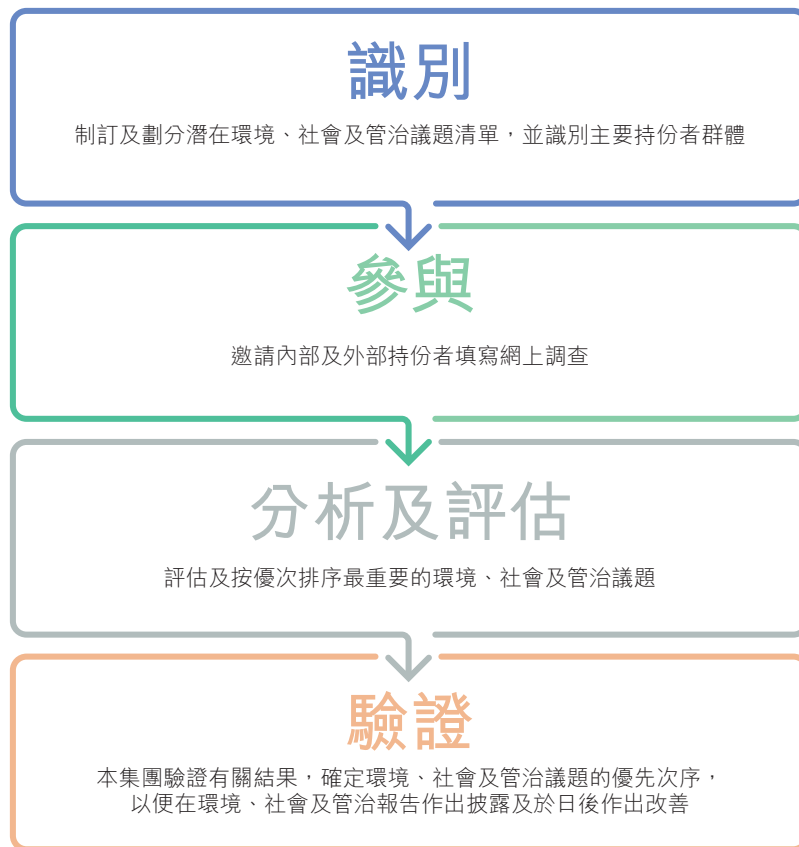 識別
制訂及劃分潛在環境、社會及管治議題清單，並識別主要持份者群體
參與
邀請內部及外部持份者填寫網上調查
分析及評估
評估及按優次排序最重要的環境、社會及管治議題
驗證
本集團驗證有關結果，確定環境、社會及管治議題的優先次序，
以便在環境、社會及管治報告作出披露及於日後作出改善